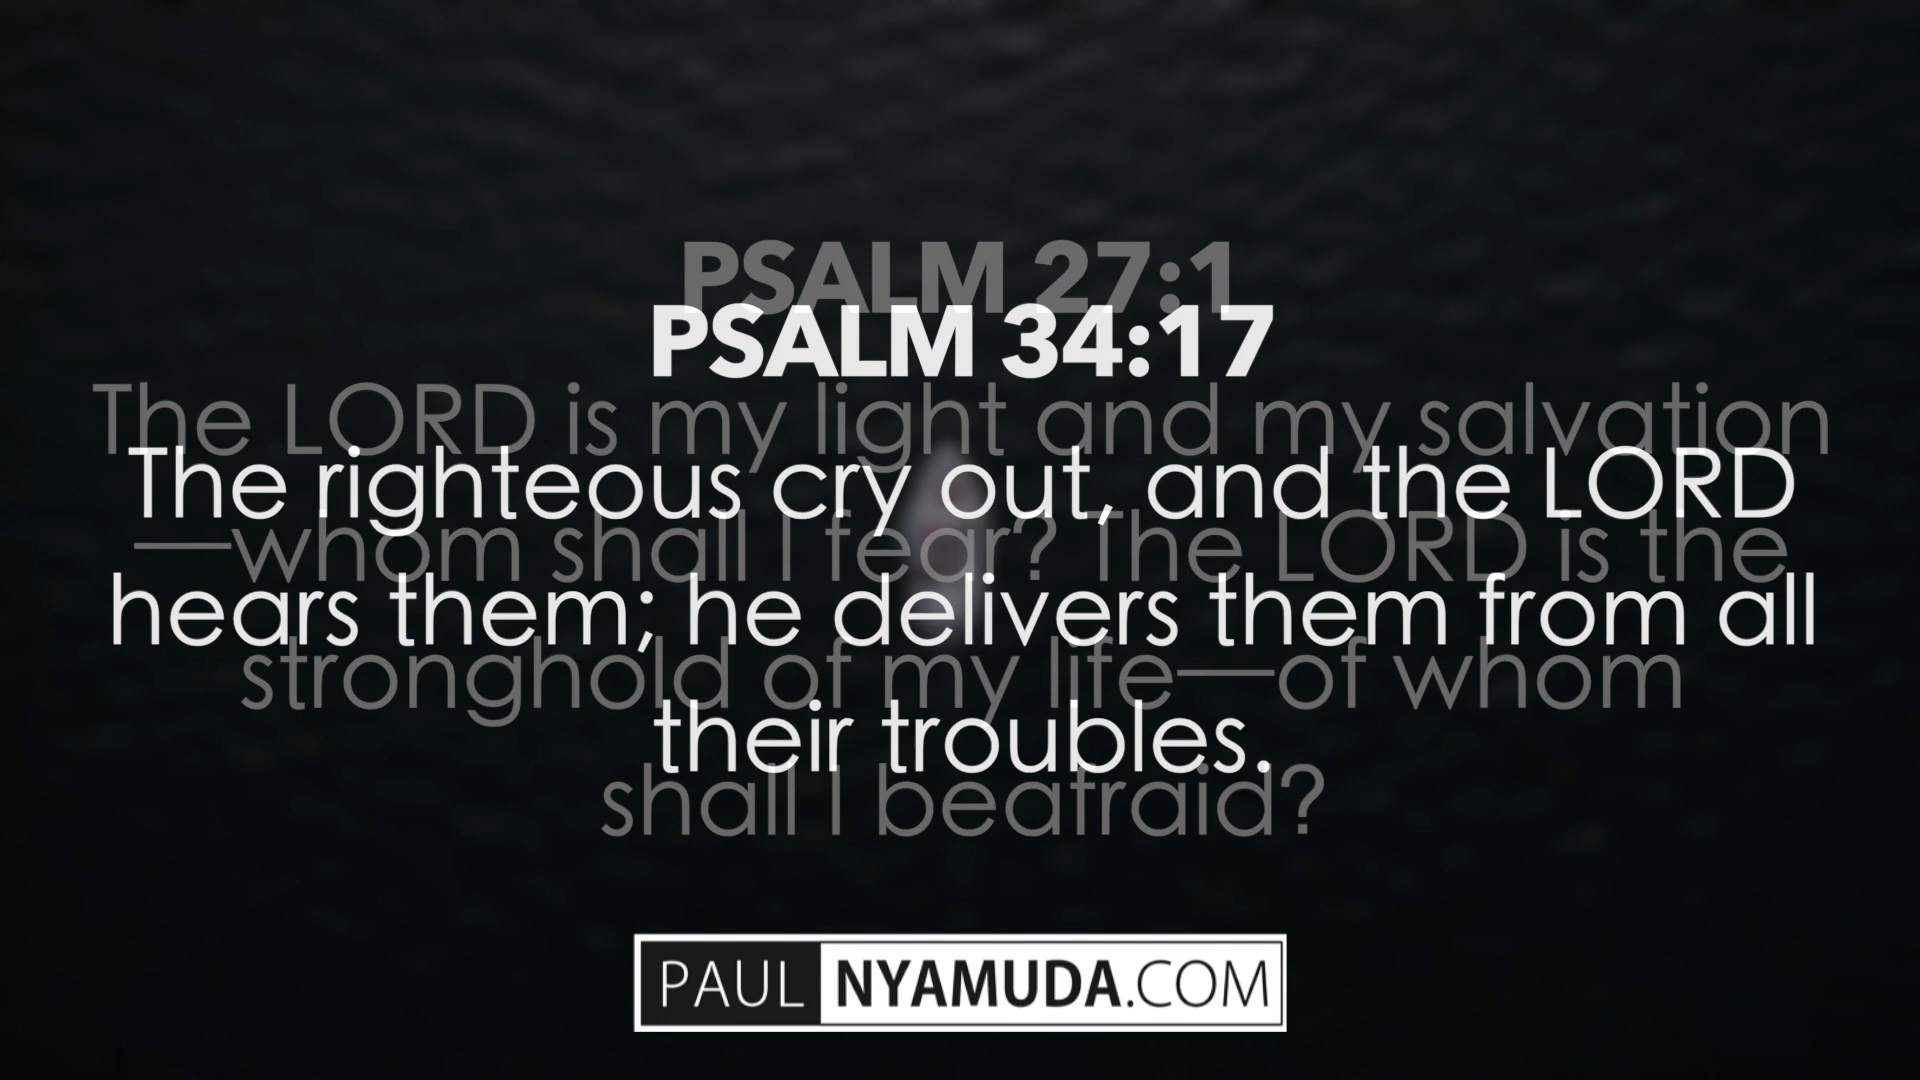 PSALM 27:1
The LORD is my light and my salvation
—whom shall I fear? The LORD is the
stronghold of my life—of whom
shall I beafraid?
PSALM 34:17
The righteous cry out, and the LORD
hears them; he delivers them from all
their troubles.
PAUL NYAMUDA.COM